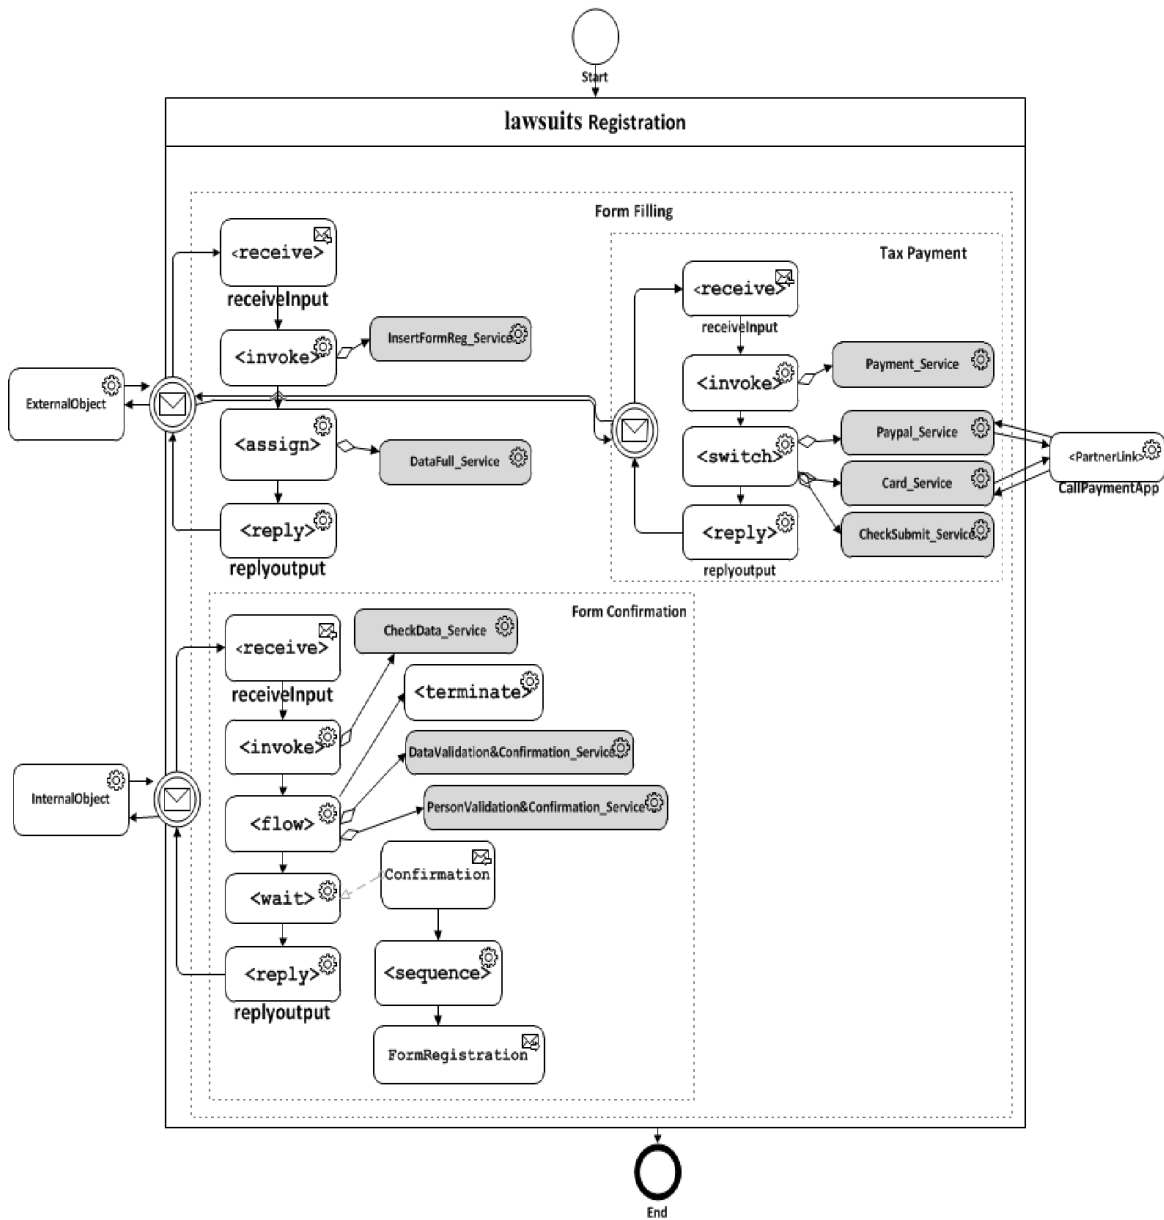 Start
lawsuits Registration
Form Filling
<receive>
receiveInput
<invoke>
InsertFormReg_Service
ExternalObject
<assign>
DataFull_Service
<reply>
replyoutput
Tax Payment
<receive>
receiveInput
<invoke>
Payment_Service
<switch>
Paypal_Service
Card_Service
CheckSubmit_Service
<PartnerLink>
CallPaymentApp
<reply>
replyoutput
Form Confirmation
<receive>
receiveInput
CheckData_Service
<terminate>
<invoke>
DataValidation&Confirmation_Service
InternalObject
<flow>
PersonValidation&Confirmation_Service
<wait>
Confirmation
<reply>
replyoutput
<sequence>
FormRegistration
End